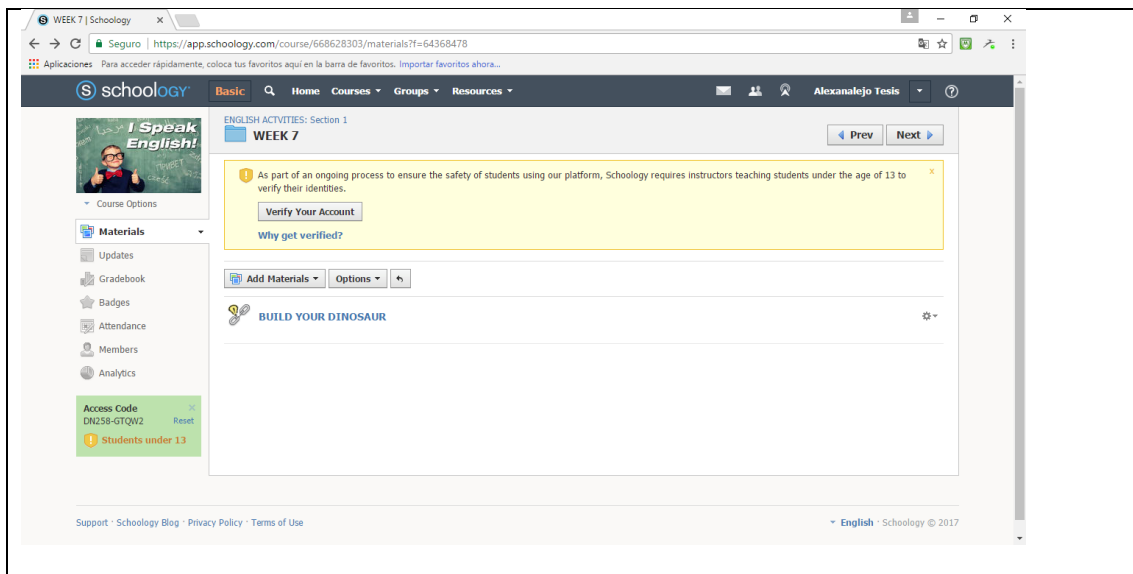 WEEK 7 | Schoology
Seguro | https://app.schoology.com/course/668628303/materials?f=64368478
Aplicaciones Para acceder rápidamente, coloca tus favoritos aquí en la barra de favoritos. Importar favoritos ahora...
S schoology Basic Home Courses Groups Resources Alexanalejo Tesis
I Speak
English!
TWEET
Course Options
Materials
Updates
Gradebook
Badges
Attendance
Members
Analytics
Access Code
DN258-GTQW2 Reset
Students under 13
ENGLISH ACTVITIES: Section 1
WEEK 7
Prev Next
As part of an ongoing process to ensure the safety of students using our platform, Schoology requires instructors teaching students under the age of 13 to
verify their identities.
Verify Your Account
Why get verified?
Add Materials Options
BUILD YOUR DINOSAUR
Support · Schoology Blog · Privacy Policy · Terms of Use
English · Schoology © 2017